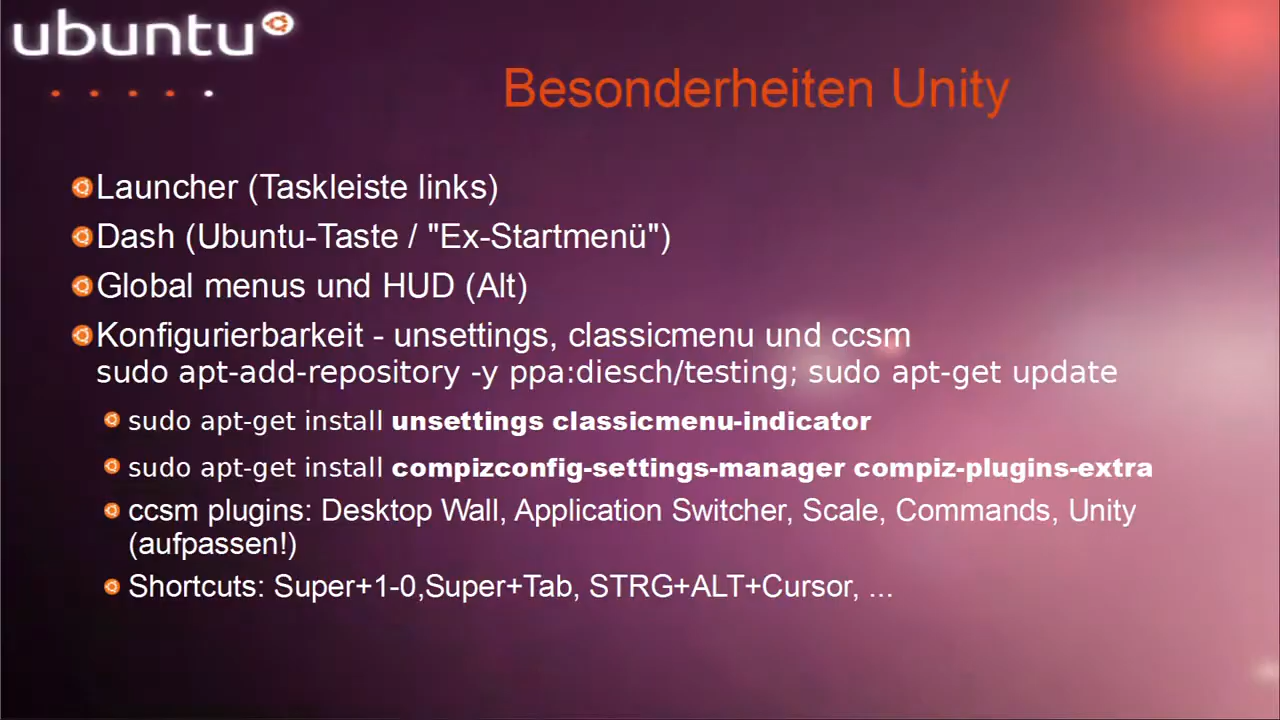 ubuntu
Besonderheiten Unity
Launcher (Taskleiste links)
Dash (Ubuntu-Taste / "Ex-Startmenü")
Global menus und HUD (Alt)
Konfigurierbarkeit - unsettings, classicmenu und ccsm
sudo apt-add-repository -y ppa:diesch/testing; sudo apt-get update
sudo apt-get install unsettings classicmenu-indicator
sudo apt-get install compizconfig-settings-manager compiz-plugins-extra
ccsm plugins: Desktop Wall, Application Switcher, Scale, Commands, Unity
(aufpassen!)
Shortcuts: Super+1-0,Super+Tab, STRG+ALT+Cursor, ...